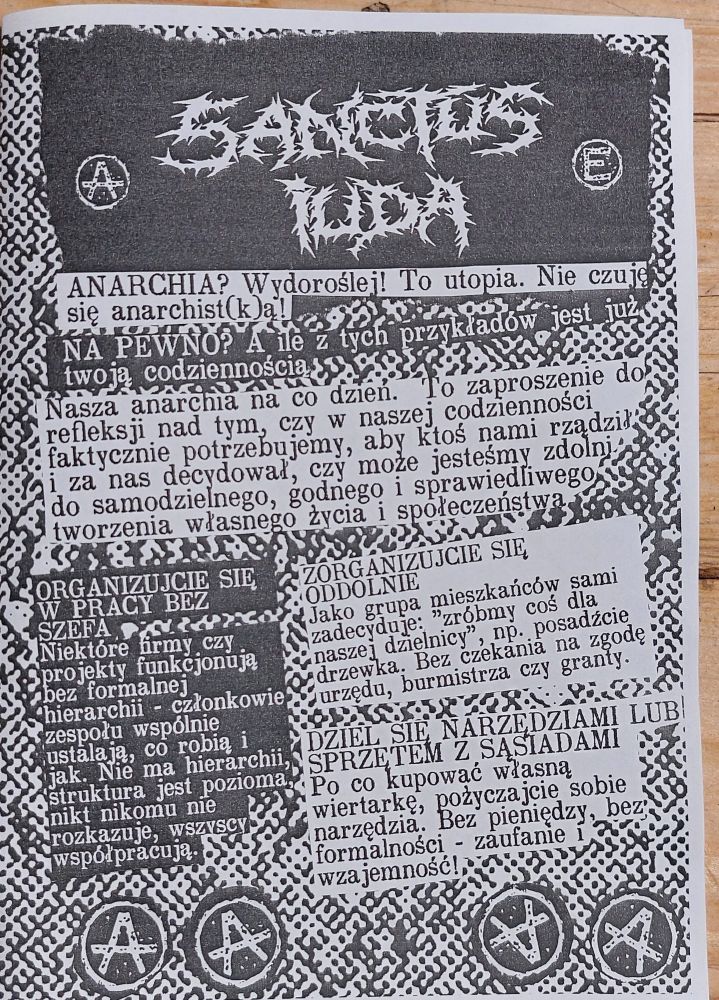 SANCTUS
IUDA
A
E
ANARCHIA? Wydoroślej! To utopia. Nie czuję
się anarchist(k)ą!
NA PEWNO? A ile z tych przykładów jest już
twoją codziennością
Nasza anarchia na co dzień. To zaproszenie do
refleksji nad tym, czy w naszej codzienności
faktycznie potrzebujemy, aby ktoś nami rządził
i za nas decydował, czy może jesteśmy zdolni
do samodzielnego, godnego i sprawiedliwego
tworzenia własnego życia i społeczeństwa
ORGANIZUJCIE SIĘ
W PRACY BEZ
SZEFA
Niektóre firmy czy
projekty funkcjonują
bez formalnej
hierarchii - członkowie
zespołu wspólnie
ustalają, co robią i
jak. Nie ma hierarchii,
struktura jest pozioma,
nikt nikomu nie
rozkazuje, wszyscy
współpracują.
ZORGANIZUJCIE SIĘ
ODDOLNIE
Jako grupa mieszkańców sami
zadecyduje: "zróbmy coś dla
naszej dzielnicy", np. posadźcie
drzewka. Bez czekania na zgodę
urzędu, burmistrza czy granty.
DZIEL SIĘ NARZĘDZIAMI LUB
SPRZĘTEM Z SĄSIADAMI
Po co kupować własną
wiertarkę, pożyczajcie sobie
narzędzia. Bez pieniędzy, bez
formalności - zaufanie i
wzajemność!
A A A A